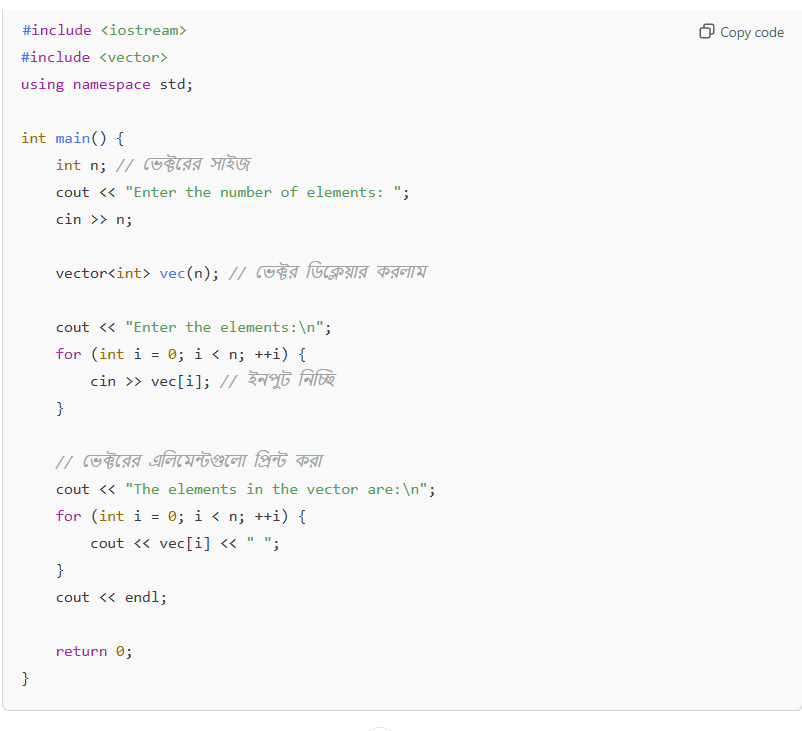 #include <iostream>
Copy code
#include <vector>
using namespace std;
int main() {
int n; // ভেক্টরের সাইজ
cout << "Enter the number of elements: ";
cin >> n;
vector<int> vec(n); // ভেক্টর ডিক্লেয়ার করলাম
cout << "Enter the elements:\n";
for (int i = 0; i < n; ++i) {
cin >> vec[i]; // ইনপুট নিচ্ছি
}
// ভেক্টরের এলিমেন্টগুলো প্রিন্ট করা
cout << "The elements in the vector are:\n";
for (int i = 0; i < n; ++i) {
cout << vec[i] << " ";
}
cout << endl;
return 0;
}